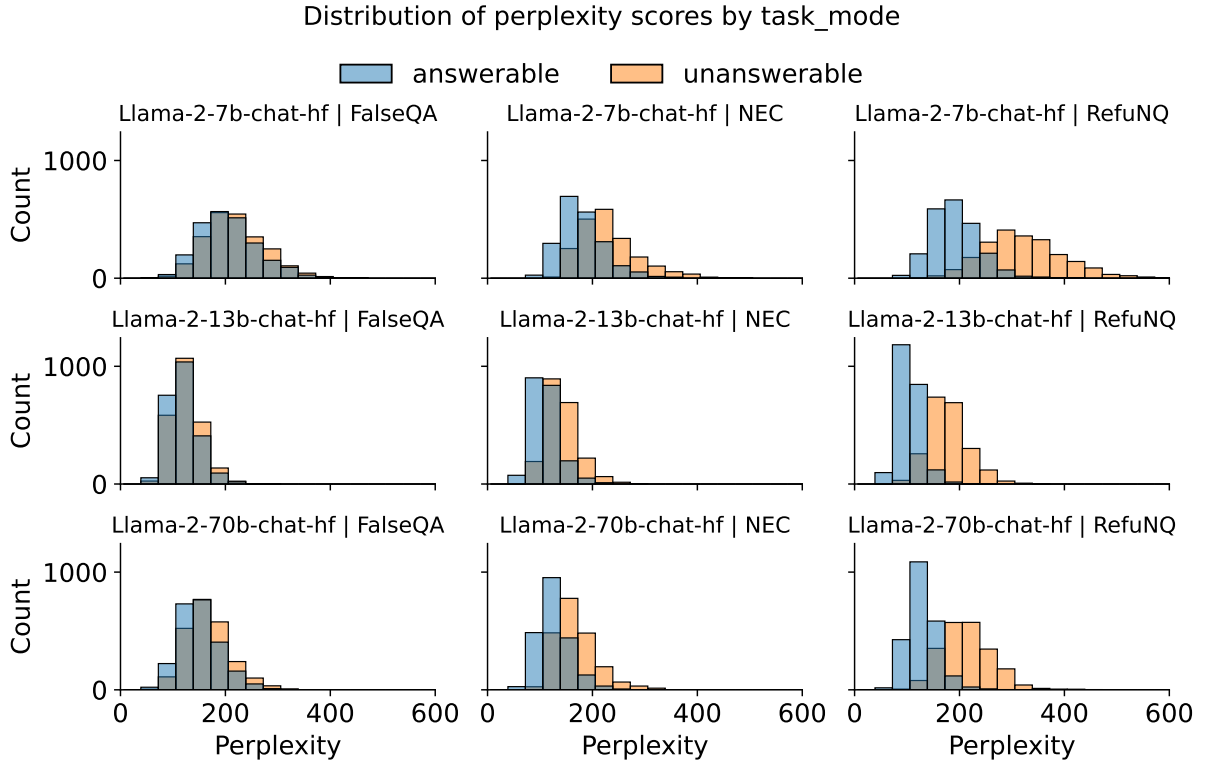 Distribution of perplexity scores by task_mode
answerable unanswerable
Llama-2-7b-chat-hf | FalseQA Llama-2-7b-chat-hf | NEC Llama-2-7b-chat-hf | RefuNQ
1000
Count
0
Llama-2-13b-chat-hf | FalseQA Llama-2-13b-chat-hf | NEC Llama-2-13b-chat-hf | RefuNQ
1000
Count
0
Llama-2-70b-chat-hf | FalseQA Llama-2-70b-chat-hf | NEC Llama-2-70b-chat-hf | RefuNQ
1000
Count
0
0 200 400 600 0 200 400 600 0 200 400 600
Perplexity Perplexity Perplexity